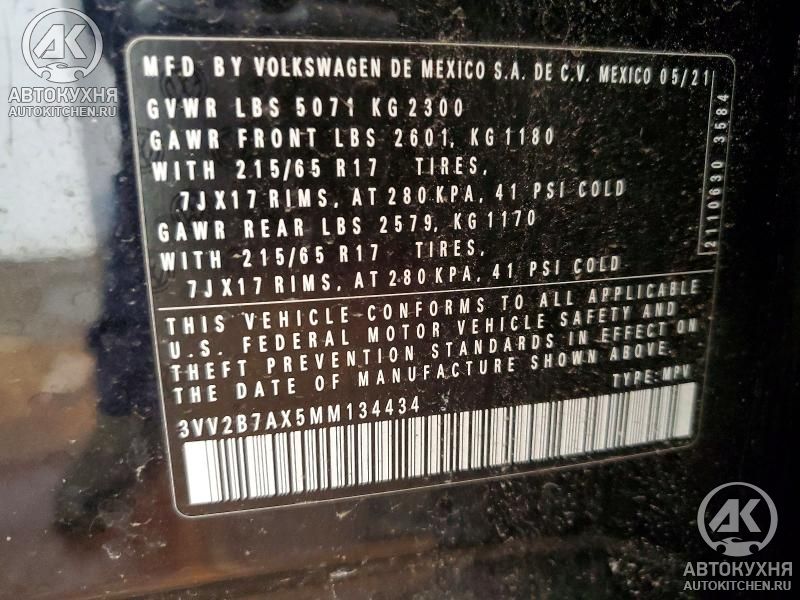 AK
АВТОКУХНЯ
AUTOKITCHEN.RU
MFD BY VOLKSWAGEN DE MEXICO S.A. DE C.V. MEXICO 05/21
GVWR LBS 5071 KG 2300
GAWR FRONT LBS 2601, KG 1180
WITH 215/65 R17 TIRES,
7JX17 RIMS, AT 280 KPA, 41 PSI COLD
GAWR REAR LBS 2579, KG 1170
WITH 215/65 R17 TIRES,
7JX17 RIMS, AT 280 KPA, 41 PSI COLD
2110630 3584
THIS VEHICLE CONFORMS TO ALL APPLICABLE
U.S. FEDERAL MOTOR VEHICLE SAFETY AND
THEFT PREVENTION STANDARDS IN EFFECT ON
THE DATE OF MANUFACTURE SHOWN ABOVE.
TYPE: MPV
3VV2B7AX5MM134434
AK
АВТОКУХНЯ
AUTOKITCHEN.RU